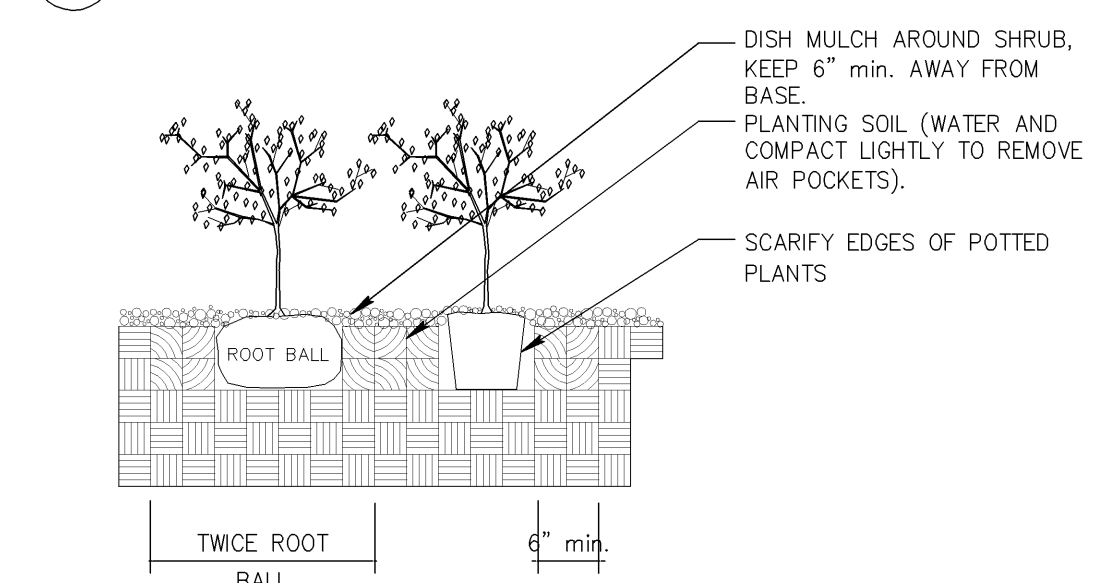 DISH MULCH AROUND SHRUB,
KEEP 6" min. AWAY FROM
BASE.
PLANTING SOIL (WATER AND
COMPACT LIGHTLY TO REMOVE
AIR POCKETS).
SCARIFY EDGES OF POTTED
PLANTS
ROOT BALL
TWICE ROOT
BALL
6" min.